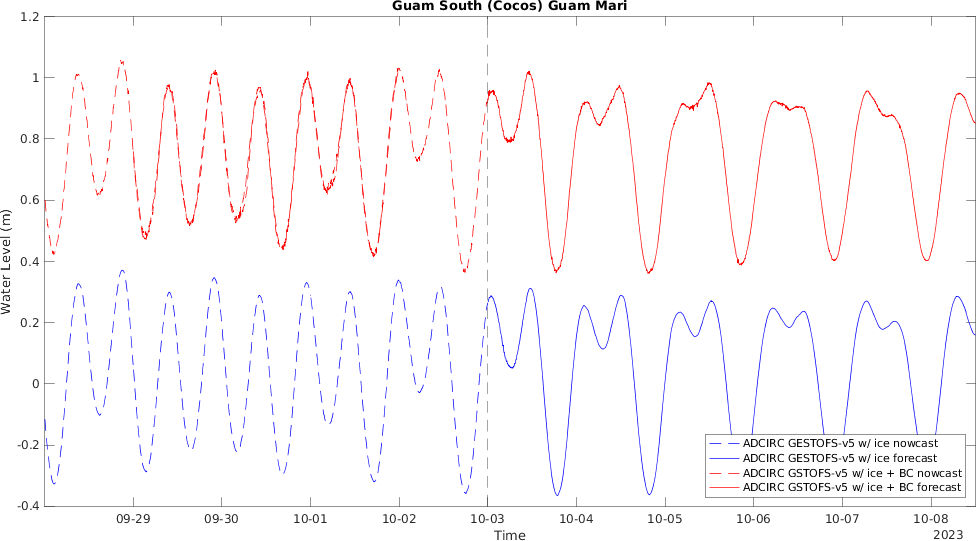 Guam South (Cocos) Guam Mari
1.2
1
0.8
0.6
0.4
0.2
0
-0.2
-0.4
Water Level (m)
ADCIRC GESTOFS-v5 w/ ice nowcast
ADCIRC GESTOFS-v5 w/ ice forecast
ADCIRC GSTOFS-v5 w/ ice + BC nowcast
ADCIRC GSTOFS-v5 w/ ice + BC forecast
09-29 09-30 10-01 10-02 10-03 10-04 10-05 10-06 10-07 10-08
Time
2023